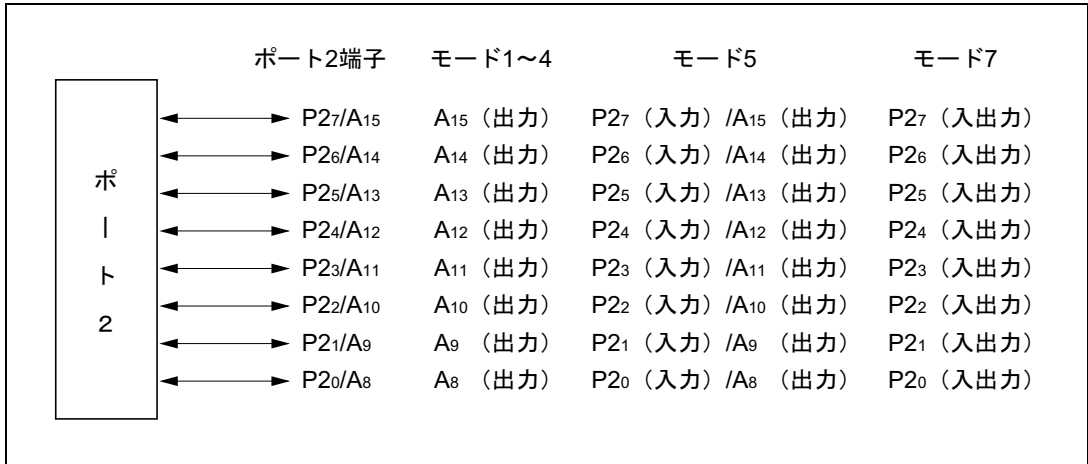 ポート2端子 モード1～4 モード5 モード7
ポート2
P27/A15 A15（出力） P27（入力）/A15（出力） P27（入出力）
P26/A14 A14（出力） P26（入力）/A14（出力） P26（入出力）
P25/A13 A13（出力） P25（入力）/A13（出力） P25（入出力）
P24/A12 A12（出力） P24（入力）/A12（出力） P24（入出力）
P23/A11 A11（出力） P23（入力）/A11（出力） P23（入出力）
P22/A10 A10（出力） P22（入力）/A10（出力） P22（入出力）
P21/A9 A9（出力） P21（入力）/A9（出力） P21（入出力）
P20/A8 A8（出力） P20（入力）/A8（出力） P20（入出力）